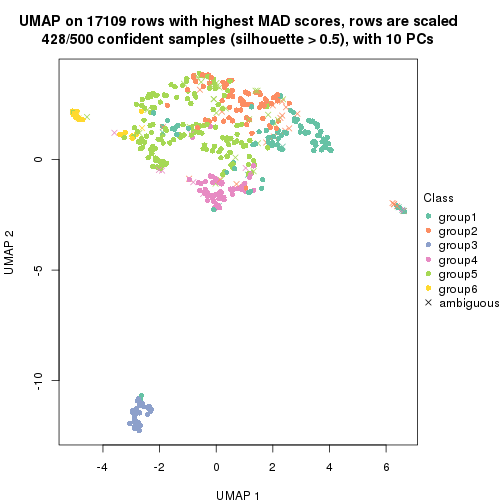 UMAP on 17109 rows with highest MAD scores, rows are scaled
428/500 confident samples (silhouette > 0.5), with 10 PCs
UMAP 2
0
-5
-10
-4
-2
0
2
4
6
UMAP 1
Class
group1
group2
group3
group4
group5
group6
ambiguous